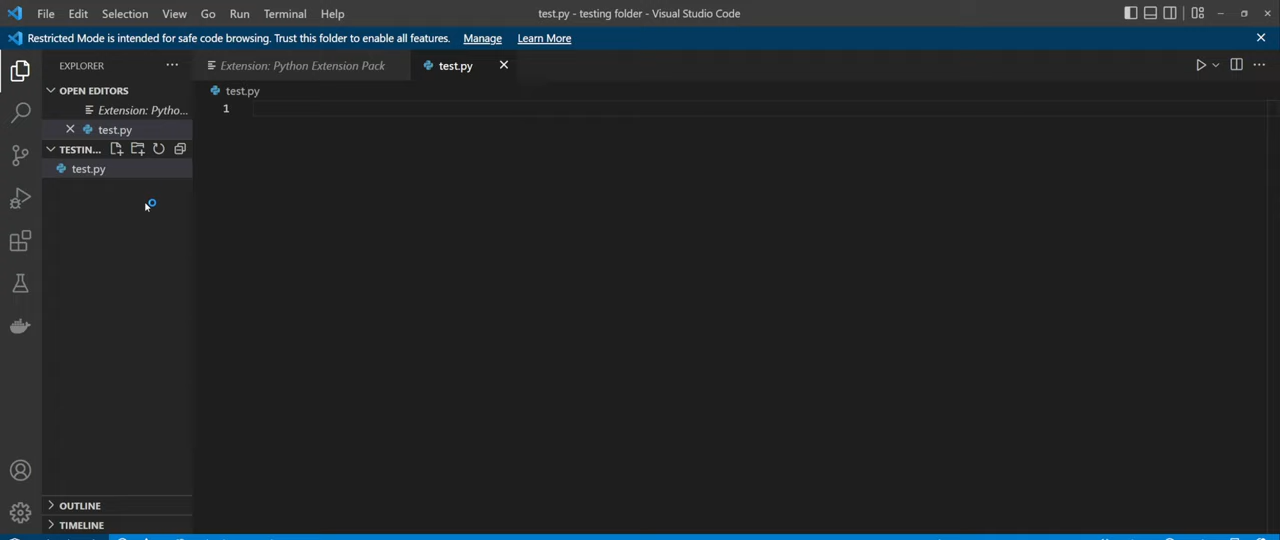 File Edit Selection View Go Run Terminal Help test.py - testing folder - Visual Studio Code
Restricted Mode is intended for safe code browsing. Trust this folder to enable all features. Manage Learn More
EXPLORER ... Extension: Python Extension Pack test.py
OPEN EDITORS test.py
Extension: Pytho... 1
test.py
TESTIN...
test.py
OUTLINE
TIMELINE